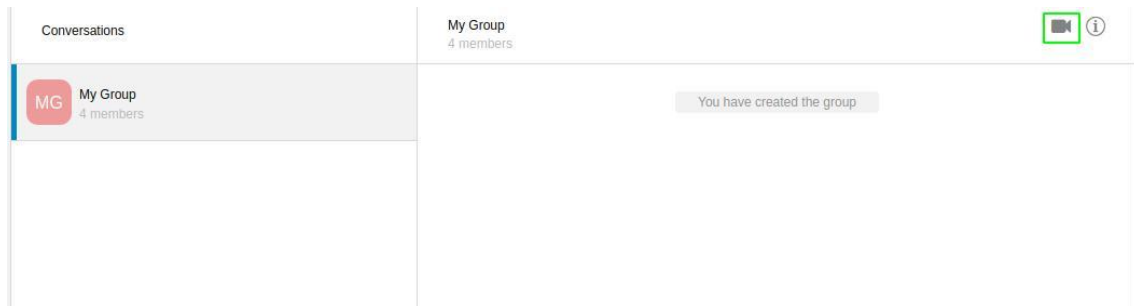 Conversations
MG
My Group
4 members
My Group
4 members
You have created the group